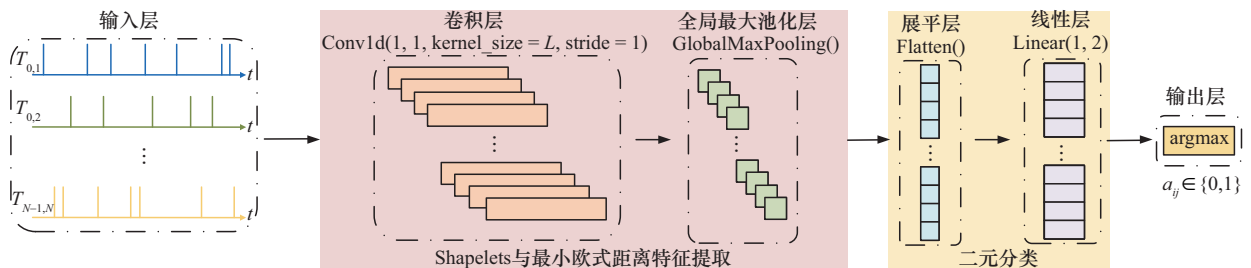 输入层
T0,1
t
T0,2
t
⋮
TN−1,N
t
卷积层
Conv1d(1, 1, kernel_size = L, stride = 1)
⋮
全局最大池化层
GlobalMaxPooling()
⋮
Shapelets与最小欧式距离特征提取
展平层
Flatten()
⋮
线性层
Linear(1, 2)
⋮
二元分类
输出层
argmax
aij ∈ {0,1}